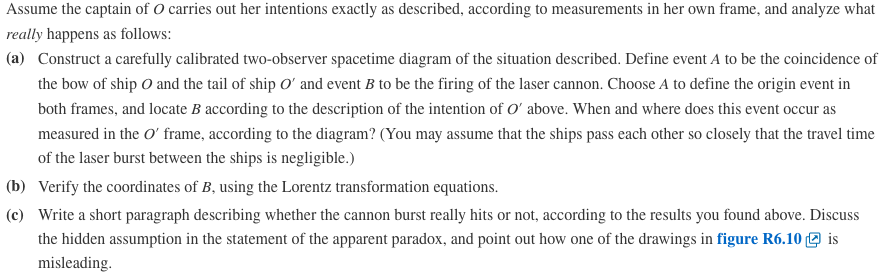 Assume the captain of O carries out her intentions exactly as described, according to measurements in her own frame, and analyze what
really happens as follows:
(a) Construct a carefully calibrated two-observer spacetime diagram of the situation described. Define event A to be the coincidence of
the bow of ship O and the tail of ship O′ and event B to be the firing of the laser cannon. Choose A to define the origin event in
both frames, and locate B according to the description of the intention of O′ above. When and where does this event occur as
measured in the O′ frame, according to the diagram? (You may assume that the ships pass each other so closely that the travel time
of the laser burst between the ships is negligible.)
(b) Verify the coordinates of B, using the Lorentz transformation equations.
(c) Write a short paragraph describing whether the cannon burst really hits or not, according to the results you found above. Discuss
the hidden assumption in the statement of the apparent paradox, and point out how one of the drawings in figure R6.10 is
misleading.